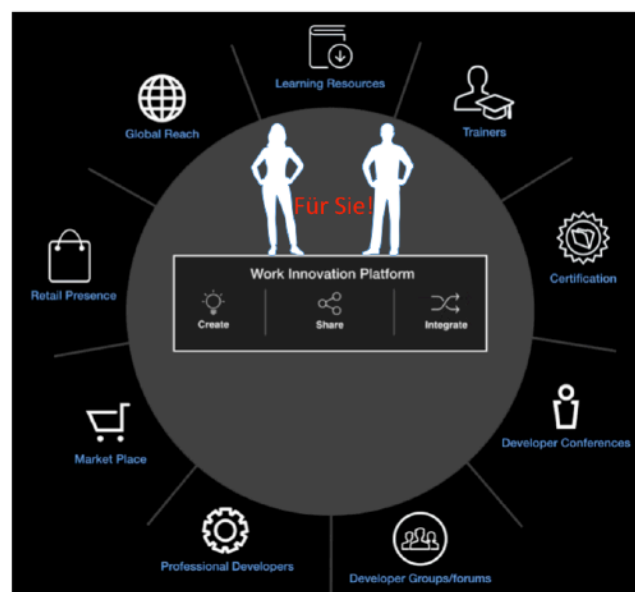 Learning Resources
Trainers
Certification
Developer Conferences
Developer Groups/forums
Professional Developers
Market Place
Retail Presence
Global Reach
Für Sie!
Work Innovation Platform
Create
Share
Integrate